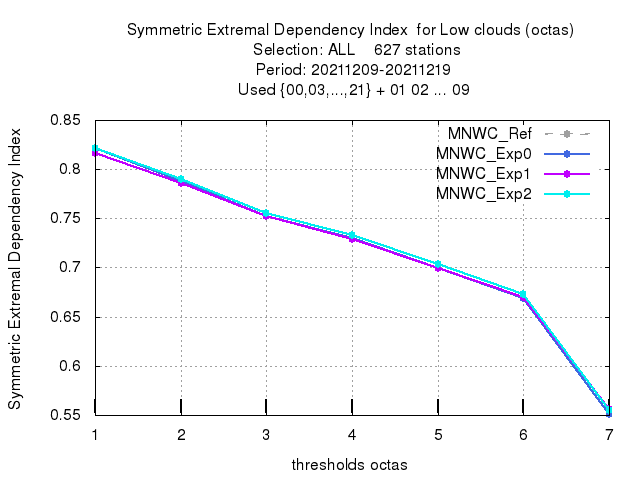 Symmetric Extremal Dependency Index  for Low clouds (octas)
Selection: ALL    627 stations
Period: 20211209-20211219
Used {00,03,...,21} + 01 02 ... 09
Symmetric Extremal Dependency Index
0.85
0.8
0.75
0.7
0.65
0.6
0.55
MNWC_Ref
MNWC_Exp0
MNWC_Exp1
MNWC_Exp2
1 2 3 4 5 6 7
thresholds octas